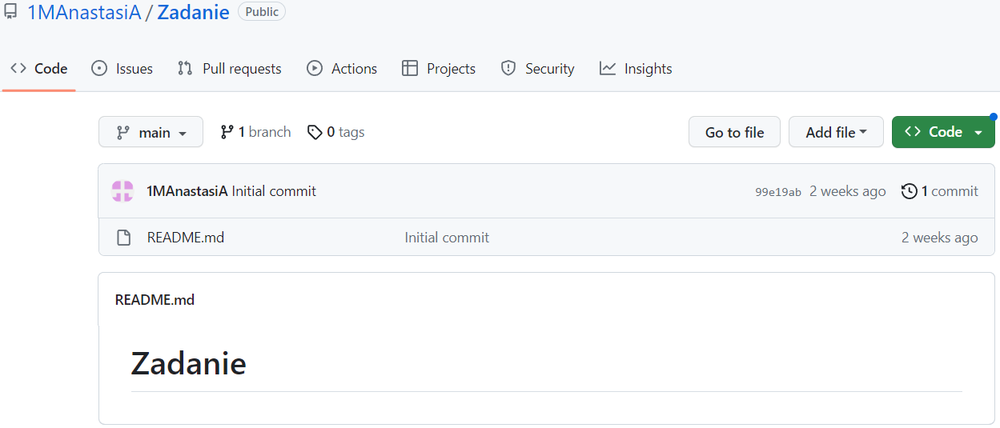 1MAnastasiA / Zadanie Public
Code Issues Pull requests Actions Projects Security Insights
main 1 branch 0 tags Go to file Add file Code
1MAnastasiA Initial commit 99e19ab 2 weeks ago 1 commit
README.md Initial commit 2 weeks ago
README.md
Zadanie